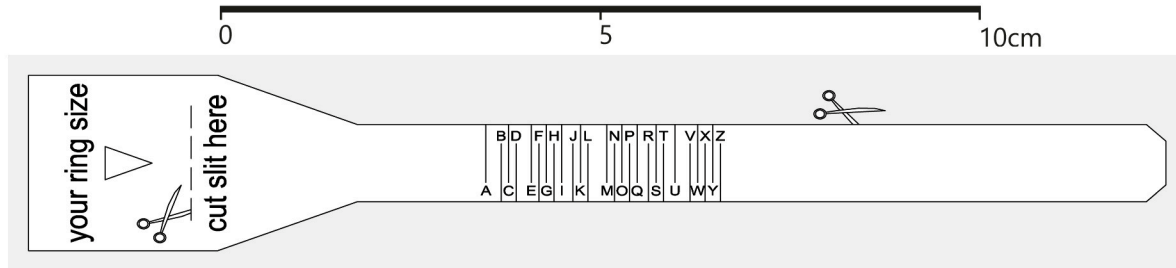 0 5 10cm
your ring size
cut slit here
B D F H J L N P R T V X Z
A C E G I K M O Q S U W Y